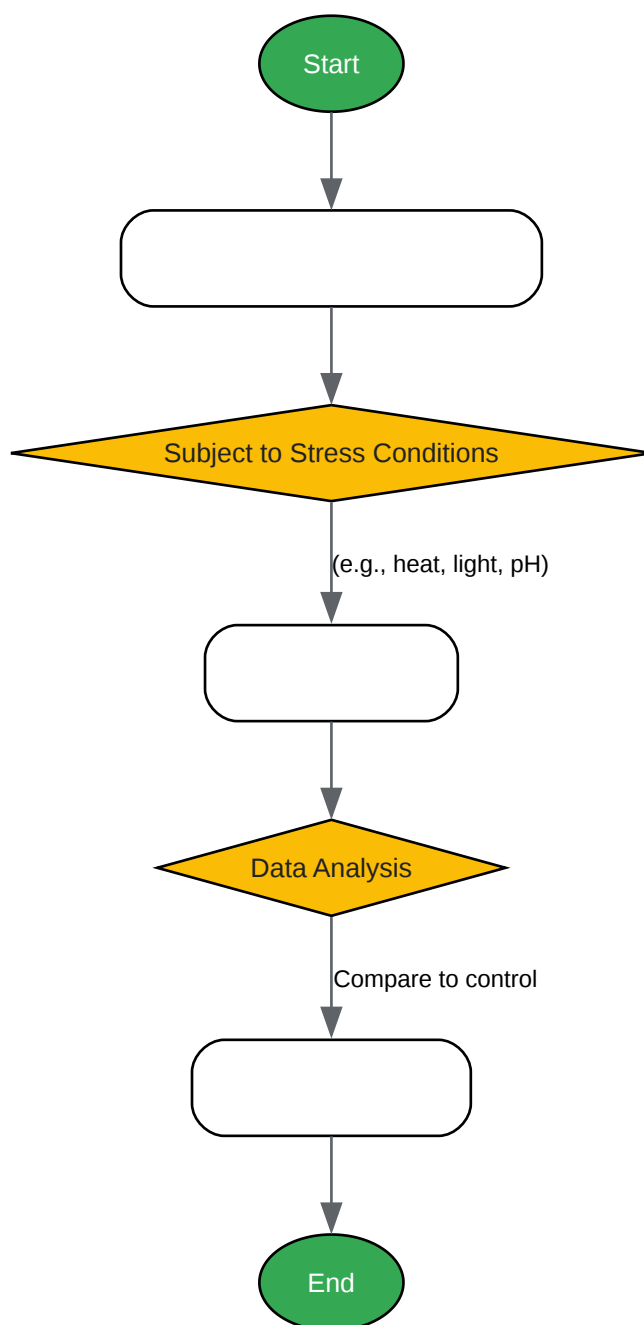 Start
Subject to Stress Conditions
(e.g., heat, light, pH)
Data Analysis
Compare to control
End